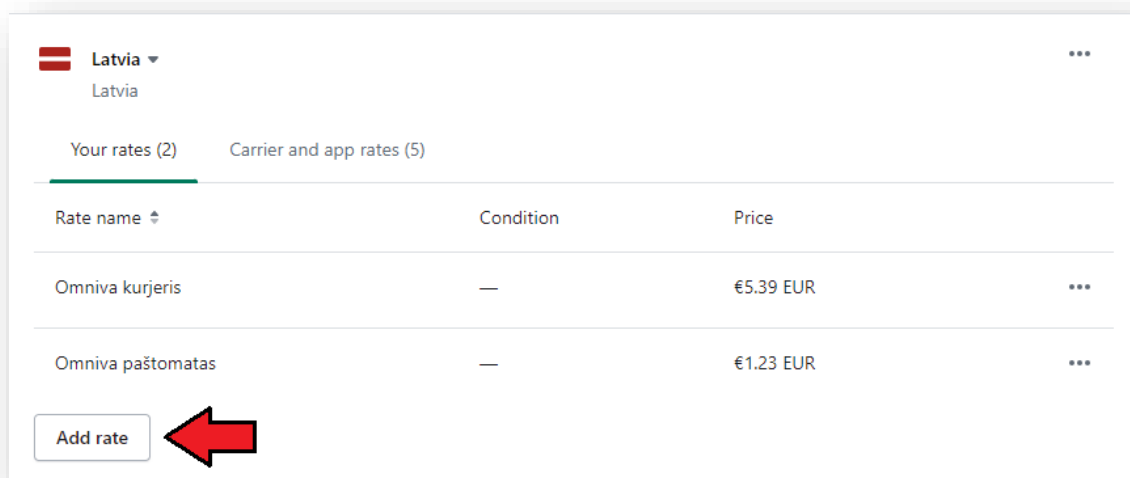 Latvia
Latvia
Your rates (2) Carrier and app rates (5)
Rate name Condition Price
Omniva kurjeris — €5.39 EUR
Omniva paštomatas — €1.23 EUR
Add rate